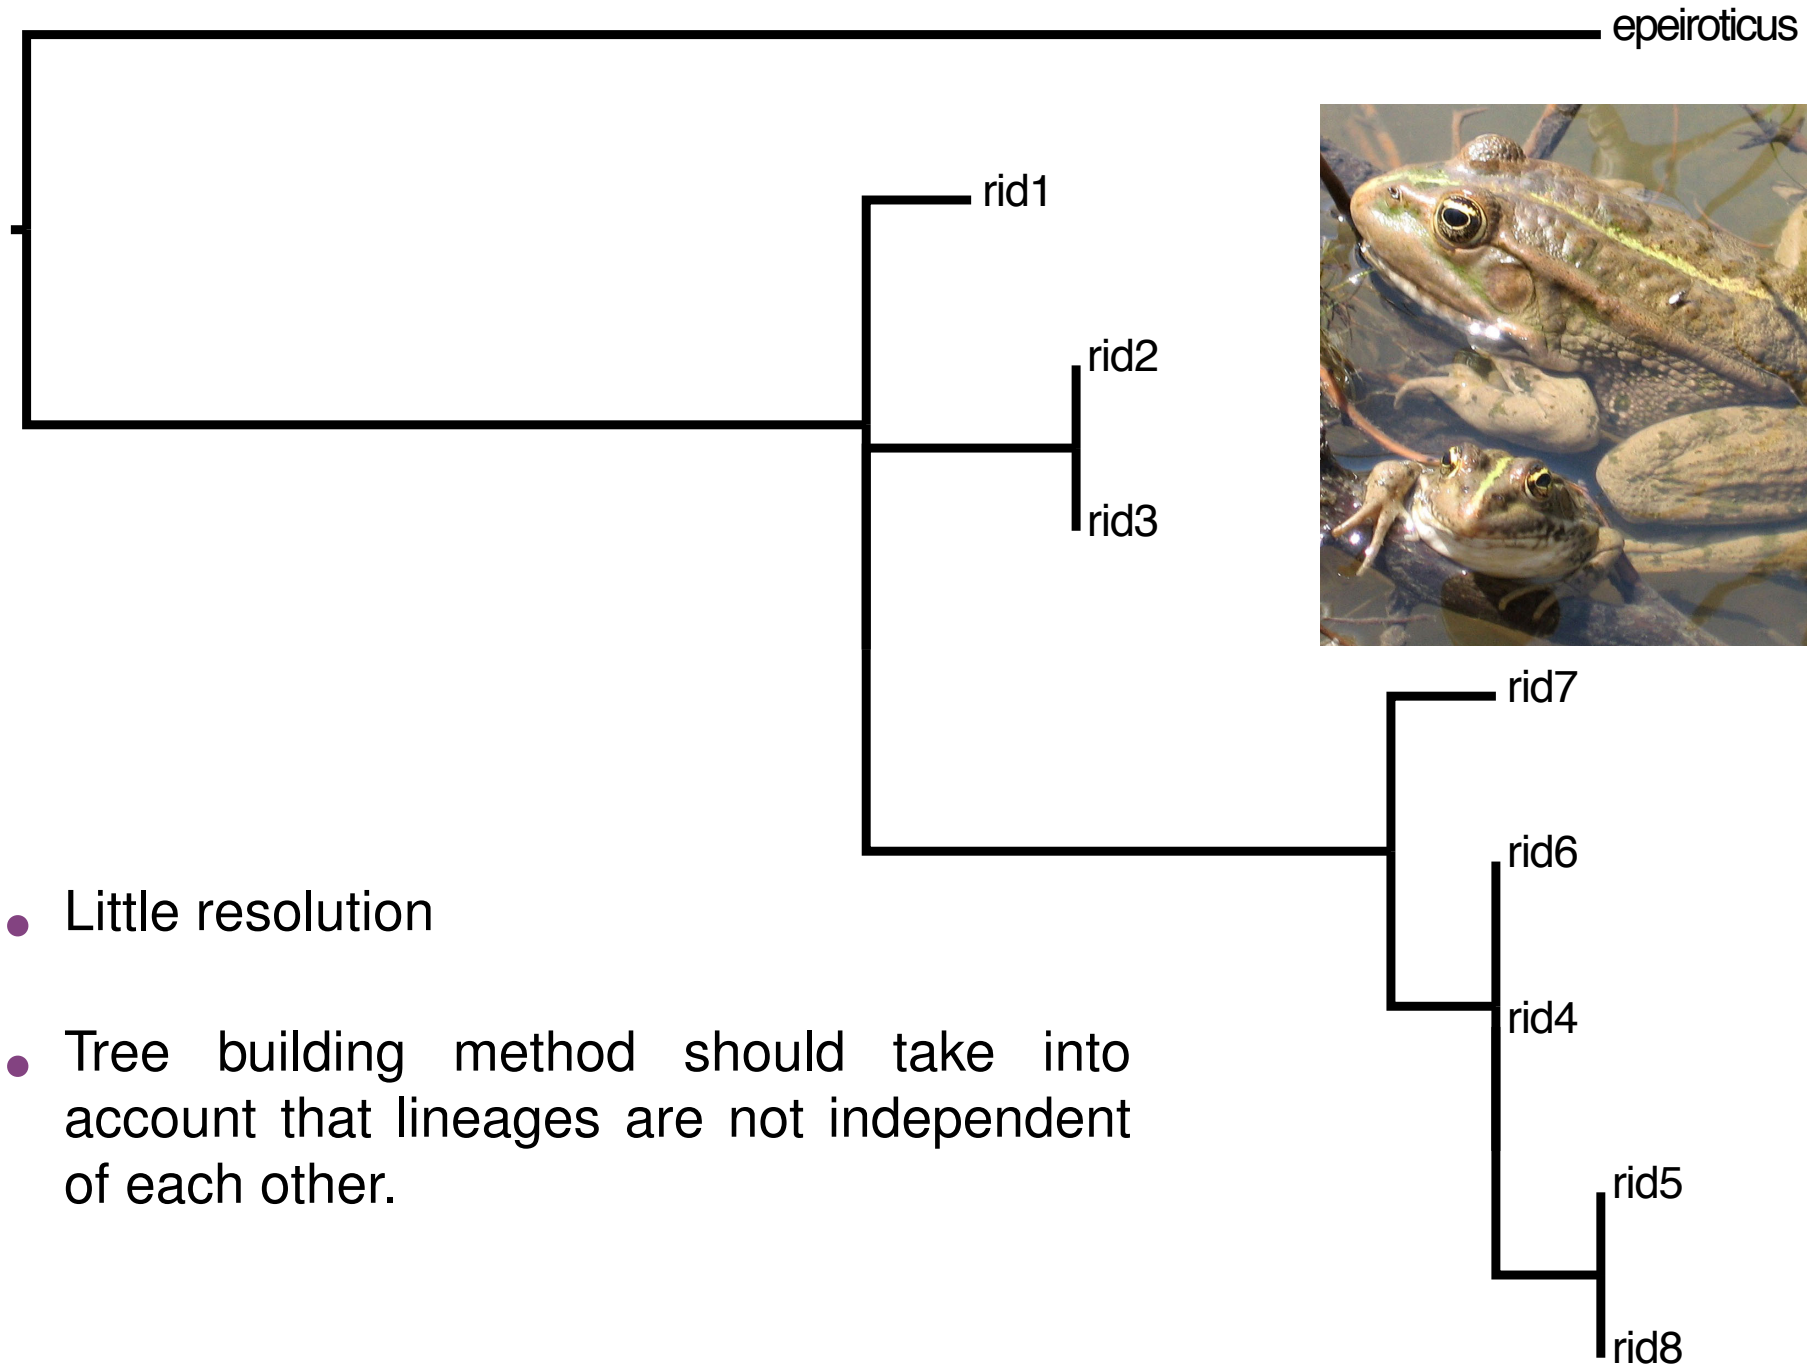 epeiroticus
rid1
rid2
rid3
rid7
rid6
rid4
rid5
rid8
Little resolution
Tree building method should take into
account that lineages are not independent
of each other.